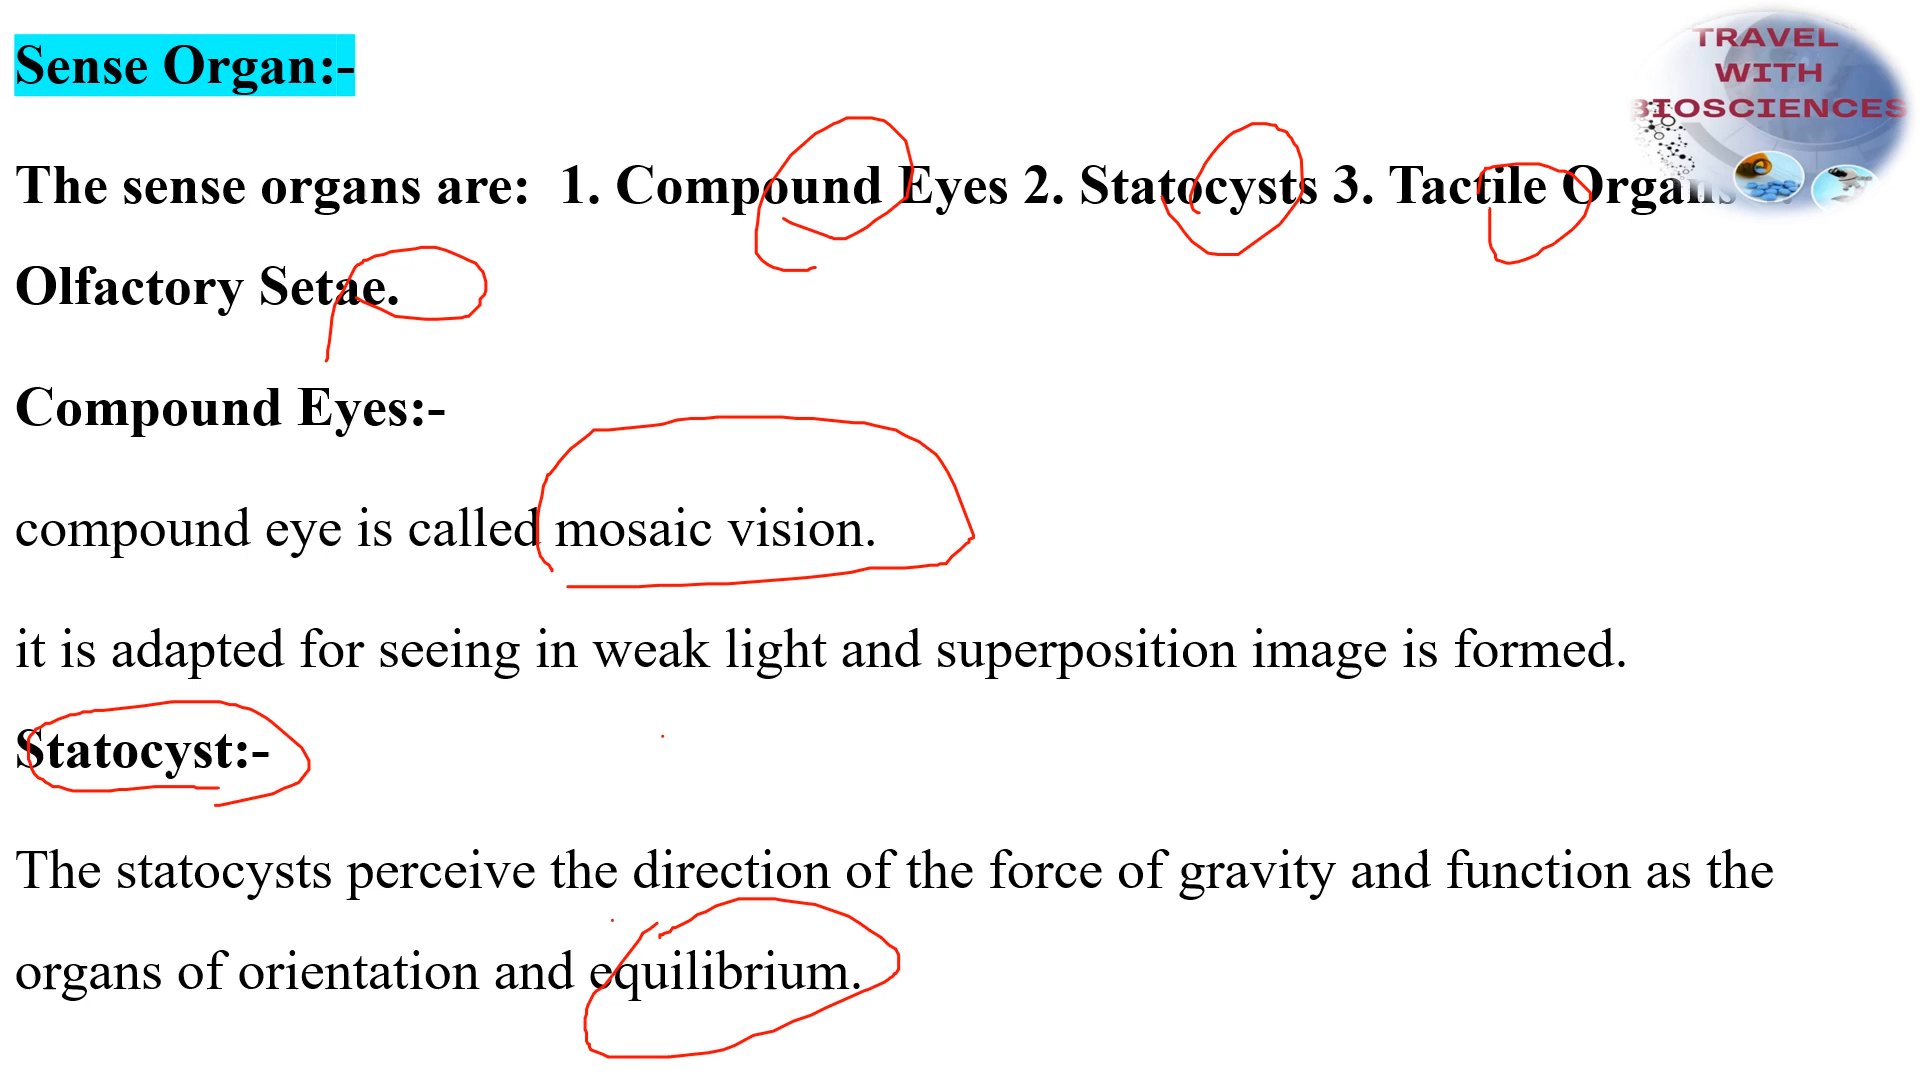 Sense Organ:-
TRAVEL
WITH
BIOSCIENCES
The sense organs are: 1. Compound Eyes 2. Statocysts 3. Tactile Organs
Olfactory Setae.
Compound Eyes:-
compound eye is called mosaic vision.
it is adapted for seeing in weak light and superposition image is formed.
Statocyst:-
The statocysts perceive the direction of the force of gravity and function as the
organs of orientation and equilibrium.